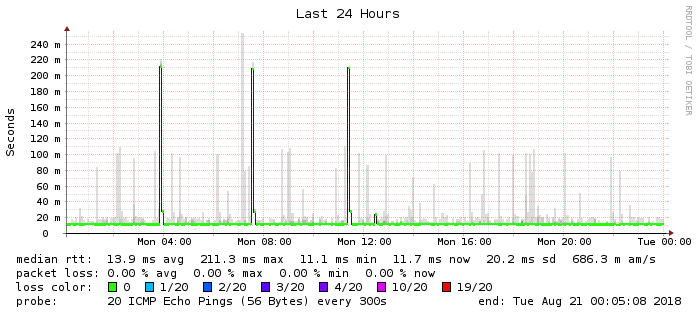 Last 24 Hours
RRDTOOL / TOBI OETIKER
Seconds
240 m
220 m
200 m
180 m
160 m
140 m
120 m
100 m
80 m
60 m
40 m
20 m
0
Mon 04:00 Mon 08:00 Mon 12:00 Mon 16:00 Mon 20:00 Tue 00:00
median rtt: 13.9 ms avg 211.3 ms max 11.1 ms min 11.7 ms now 20.2 ms sd 686.3 m am/s
packet loss: 0.00 % avg 0.00 % max 0.00 % min 0.00 % now
loss color: 0 1/20 2/20 3/20 4/20 10/20 19/20
probe: 20 ICMP Echo Pings (56 Bytes) every 300s end: Tue Aug 21 00:05:08 2018